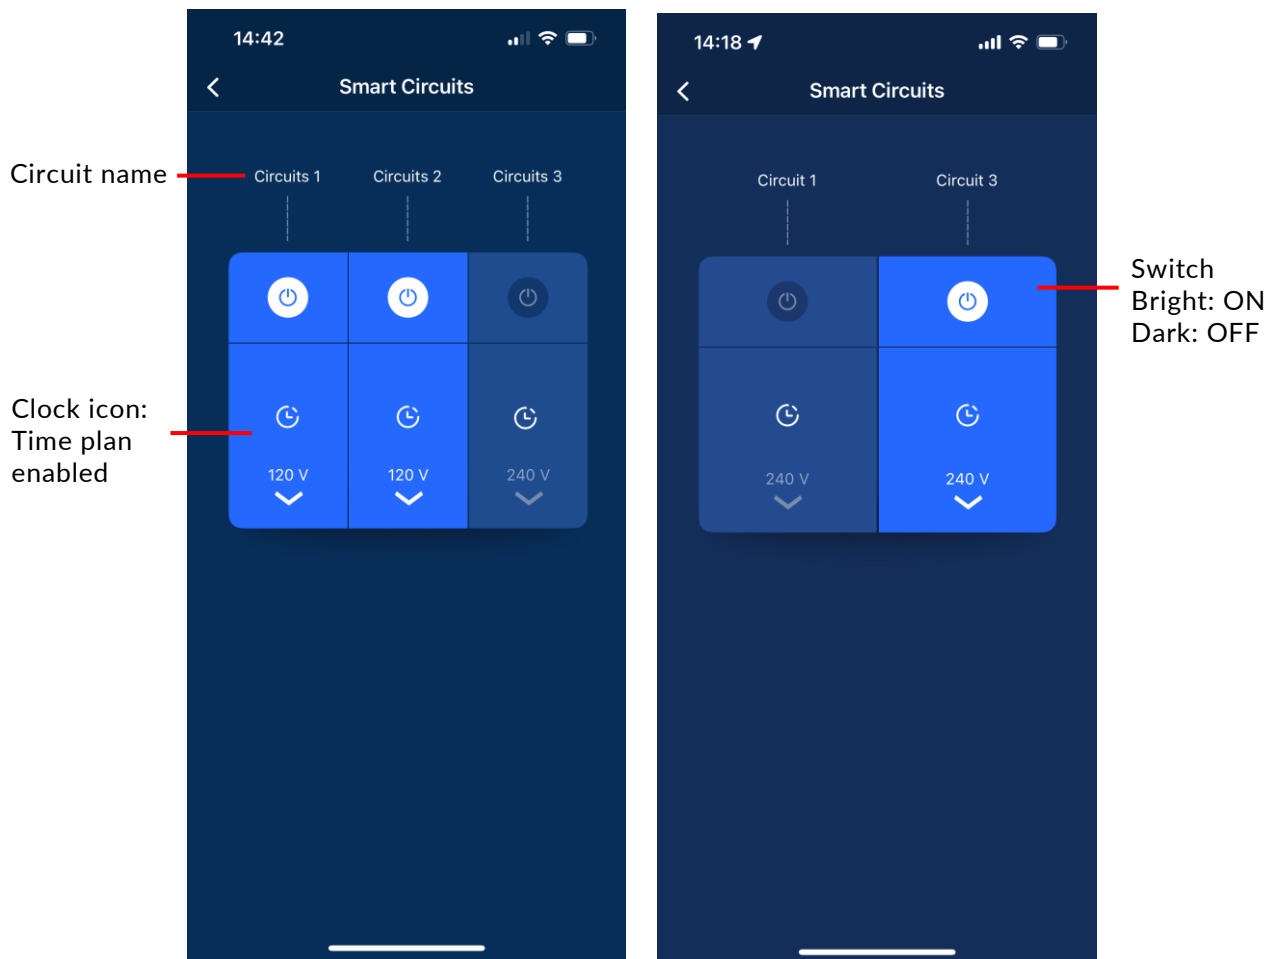 14:42
Smart Circuits
Circuit name
Circuits 1 Circuits 2 Circuits 3
Clock icon:
Time plan
enabled
120 V 120 V 240 V
14:18
Smart Circuits
Circuit 1 Circuit 3
240 V 240 V
Switch
Bright: ON
Dark: OFF